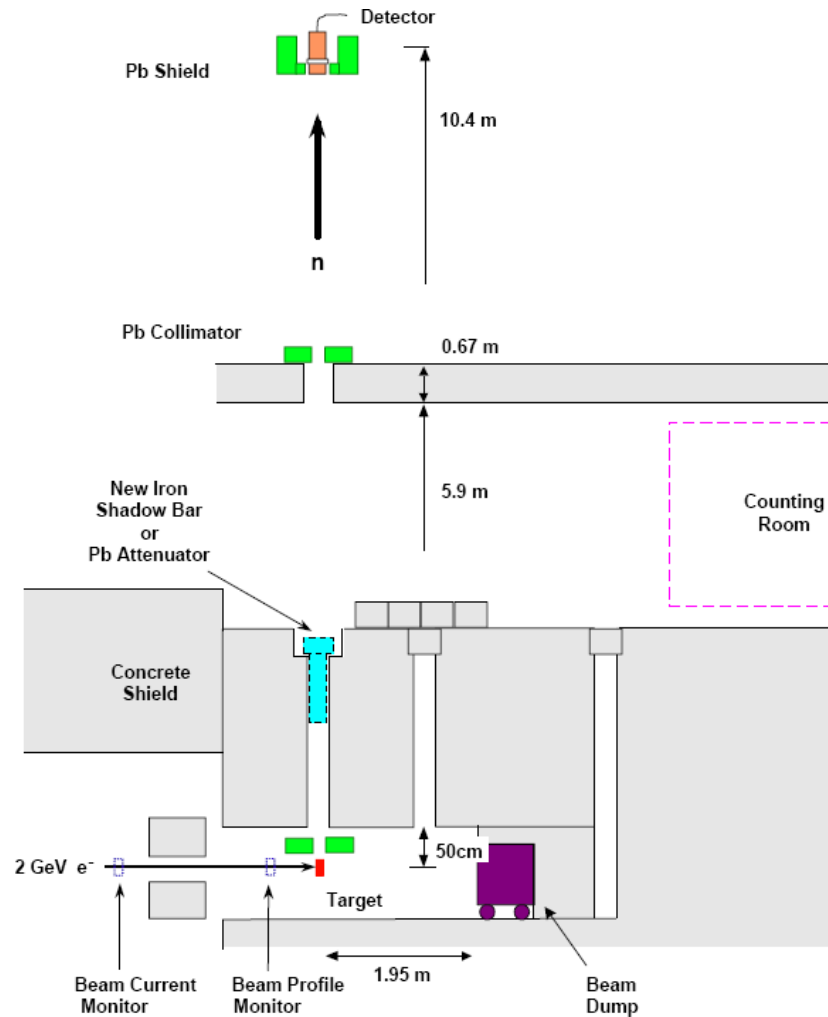 Detector
Pb Shield
10.4 m
n
Pb Collimator
0.67 m
New Iron
Shadow Bar
or
Pb Attenuator
5.9 m
Counting
Room
Concrete
Shield
2 GeV e-
50cm
Target
1.95 m
Beam Current
Monitor
Beam Profile
Monitor
Beam
Dump